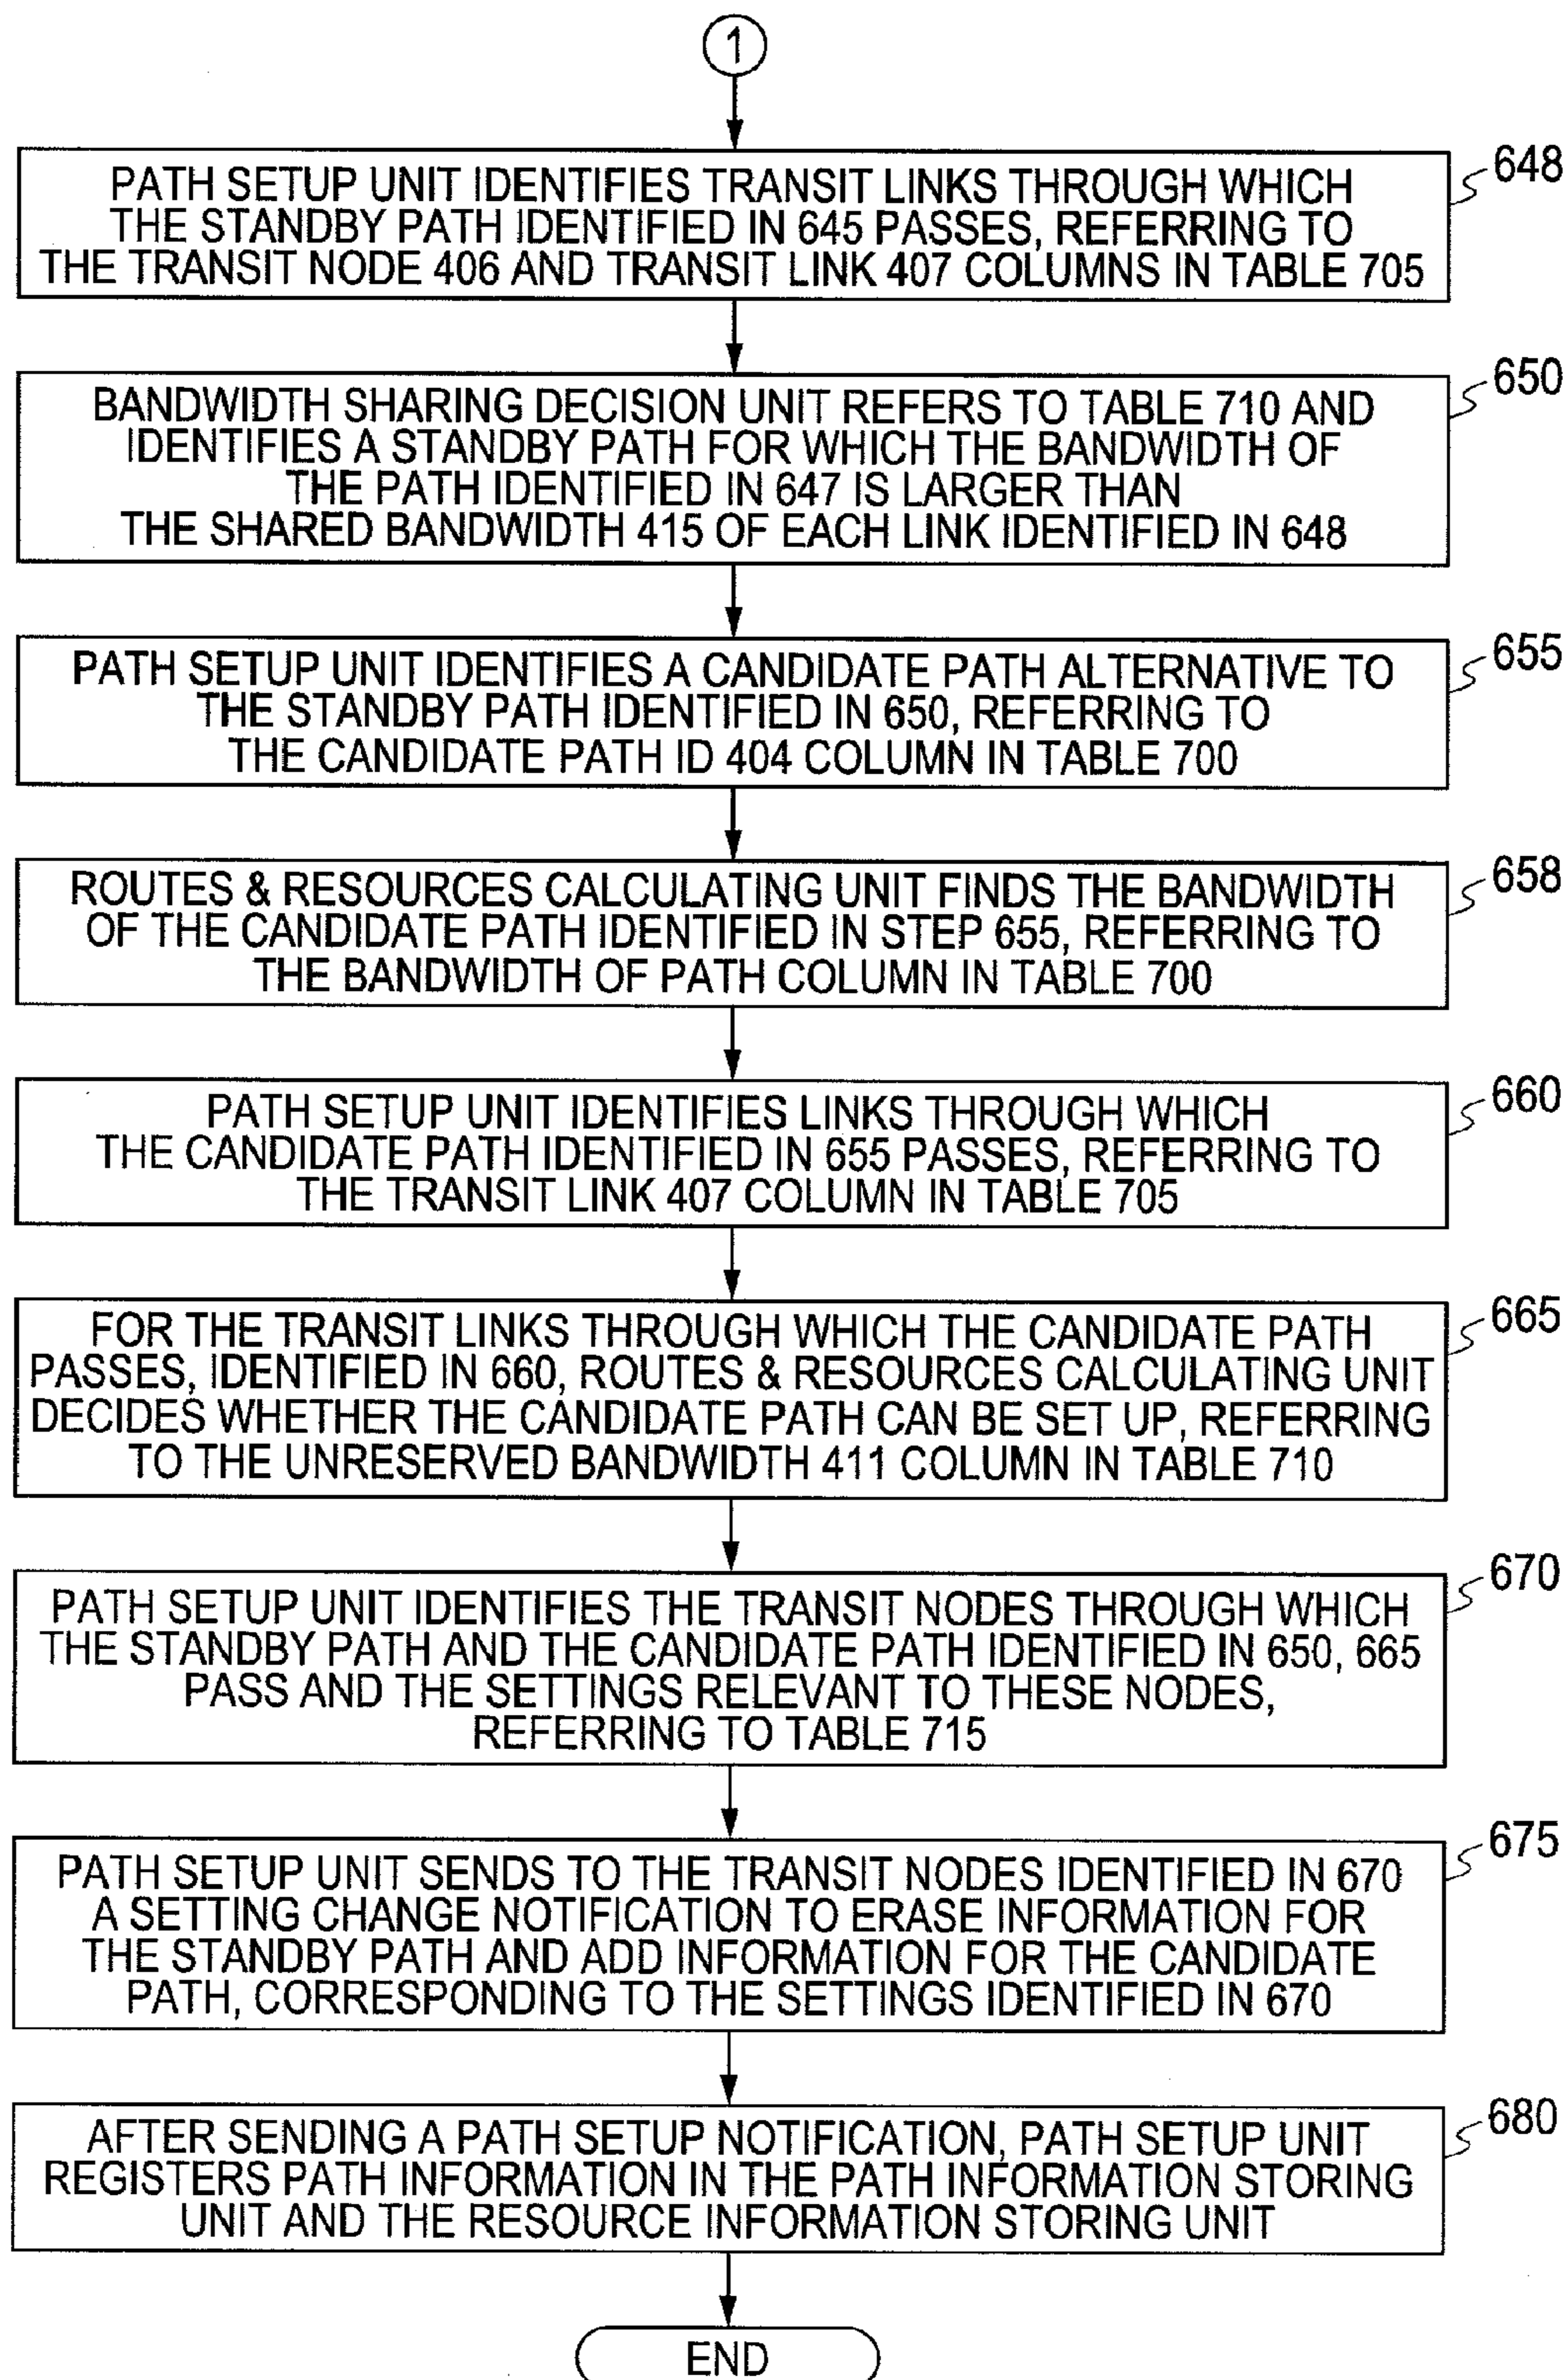 1
PATH SETUP UNIT IDENTIFIES TRANSIT LINKS THROUGH WHICH
THE STANDBY PATH IDENTIFIED IN 645 PASSES, REFERRING TO
THE TRANSIT NODE 406 AND TRANSIT LINK 407 COLUMNS IN TABLE 705
648
BANDWIDTH SHARING DECISION UNIT REFERS TO TABLE 710 AND
IDENTIFIES A STANDBY PATH FOR WHICH THE BANDWIDTH OF
THE PATH IDENTIFIED IN 647 IS LARGER THAN
THE SHARED BANDWIDTH 415 OF EACH LINK IDENTIFIED IN 648
650
PATH SETUP UNIT IDENTIFIES A CANDIDATE PATH ALTERNATIVE TO
THE STANDBY PATH IDENTIFIED IN 650, REFERRING TO
THE CANDIDATE PATH ID 404 COLUMN IN TABLE 700
655
ROUTES & RESOURCES CALCULATING UNIT FINDS THE BANDWIDTH
OF THE CANDIDATE PATH IDENTIFIED IN STEP 655, REFERRING TO
THE BANDWIDTH OF PATH COLUMN IN TABLE 700
658
PATH SETUP UNIT IDENTIFIES LINKS THROUGH WHICH
THE CANDIDATE PATH IDENTIFIED IN 655 PASSES, REFERRING TO
THE TRANSIT LINK 407 COLUMN IN TABLE 705
660
FOR THE TRANSIT LINKS THROUGH WHICH THE CANDIDATE PATH
PASSES, IDENTIFIED IN 660, ROUTES & RESOURCES CALCULATING UNIT
DECIDES WHETHER THE CANDIDATE PATH CAN BE SET UP, REFERRING
TO THE UNRESERVED BANDWIDTH 411 COLUMN IN TABLE 710
665
PATH SETUP UNIT IDENTIFIES THE TRANSIT NODES THROUGH WHICH
THE STANDBY PATH AND THE CANDIDATE PATH IDENTIFIED IN 650, 665
PASS AND THE SETTINGS RELEVANT TO THESE NODES,
REFERRING TO TABLE 715
670
PATH SETUP UNIT SENDS TO THE TRANSIT NODES IDENTIFIED IN 670
A SETTING CHANGE NOTIFICATION TO ERASE INFORMATION FOR
THE STANDBY PATH AND ADD INFORMATION FOR THE CANDIDATE
PATH, CORRESPONDING TO THE SETTINGS IDENTIFIED IN 670
675
AFTER SENDING A PATH SETUP NOTIFICATION, PATH SETUP UNIT
REGISTERS PATH INFORMATION IN THE PATH INFORMATION STORING
UNIT AND THE RESOURCE INFORMATION STORING UNIT
680
END